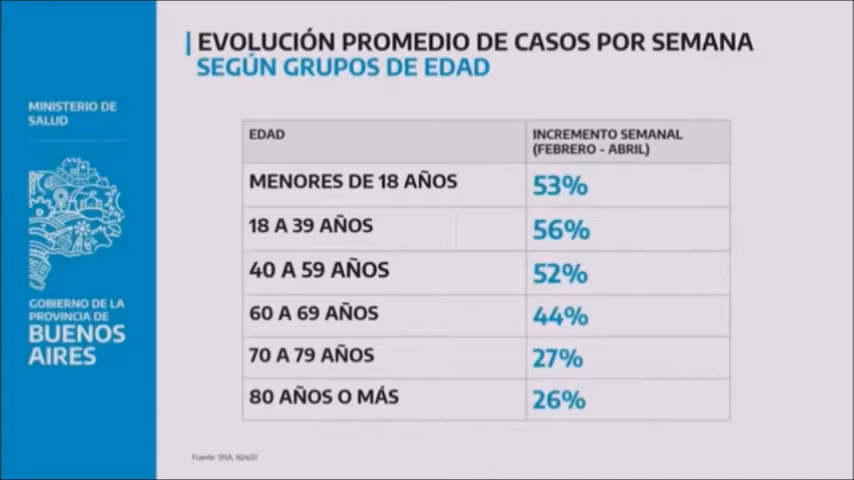 EVOLUCIÓN PROMEDIO DE CASOS POR SEMANA
SEGÚN GRUPOS DE EDAD
MINISTERIO DE
SALUD
GOBIERNO DE LA
PROVINCIA DE
BUENOS
AIRES
EDAD INCREMENTO SEMANAL
(FEBRERO - ABRIL)
MENORES DE 18 AÑOS 53%
18 A 39 AÑOS 56%
40 A 59 AÑOS 52%
60 A 69 AÑOS 44%
70 A 79 AÑOS 27%
80 AÑOS O MÁS 26%
Fuente: SISA,